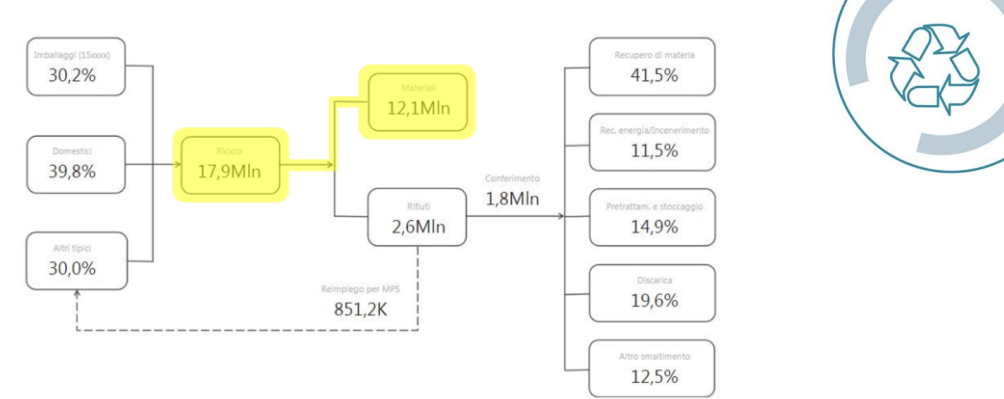 Imballaggi (15xxxx)
30,2%
Domestici
39,8%
Altri tipici
30,0%
Riciclo
17,9Mln
Materiali
12,1Mln
Rifiuti
2,6Mln
Reimpiego per MPS
851,2K
Conferimento
1,8Mln
Recupero di materia
41,5%
Rec. energia/Incenerimento
11,5%
Pretrattam. e stoccaggio
14,9%
Discarica
19,6%
Altro smaltimento
12,5%